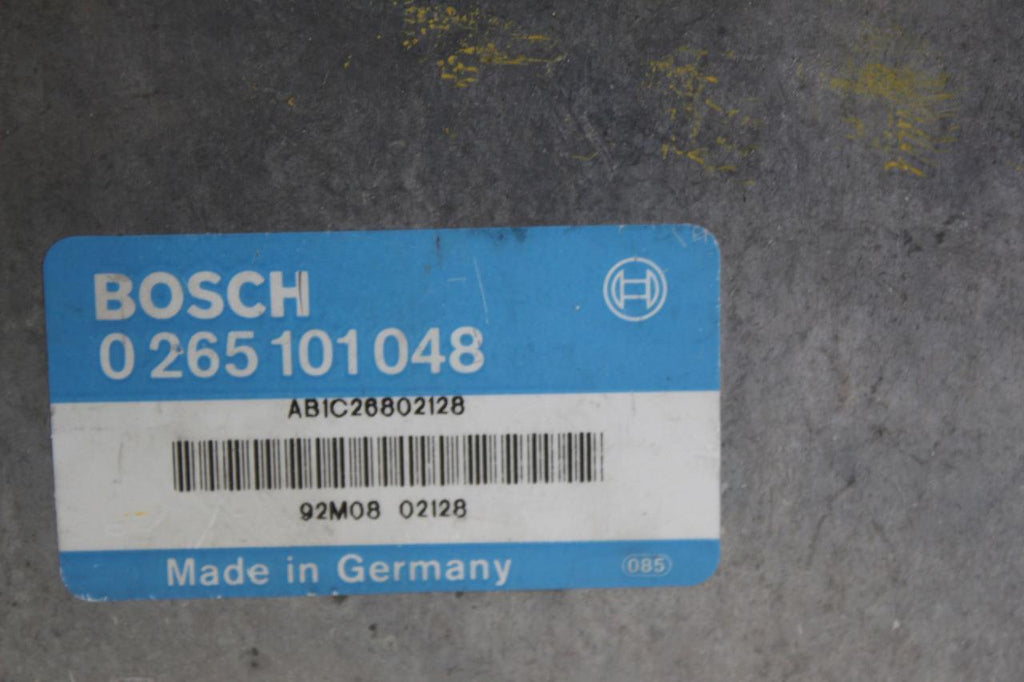 BOSCH
0 265 101 048
AB1C26802128
92M08 02128
Made in Germany
085